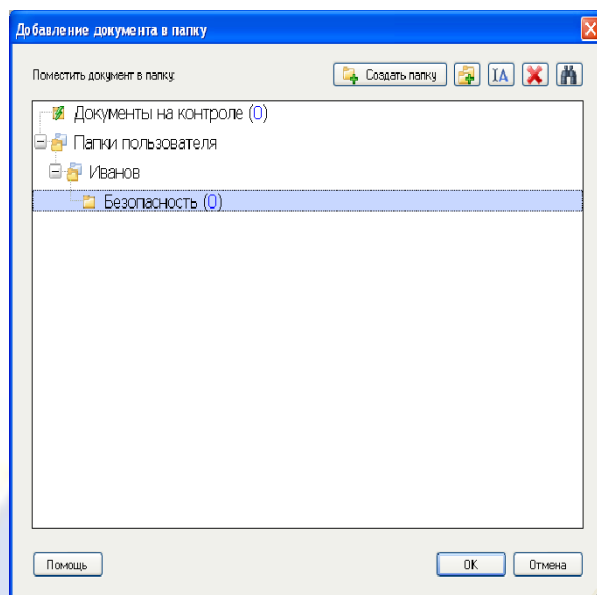 Добавление документа в папку
Поместить документ в папку:
Создать папку
Документы на контроле (0)
Папки пользователя
Иванов
Безопасность (0)
Помощь
ОК
Отмена